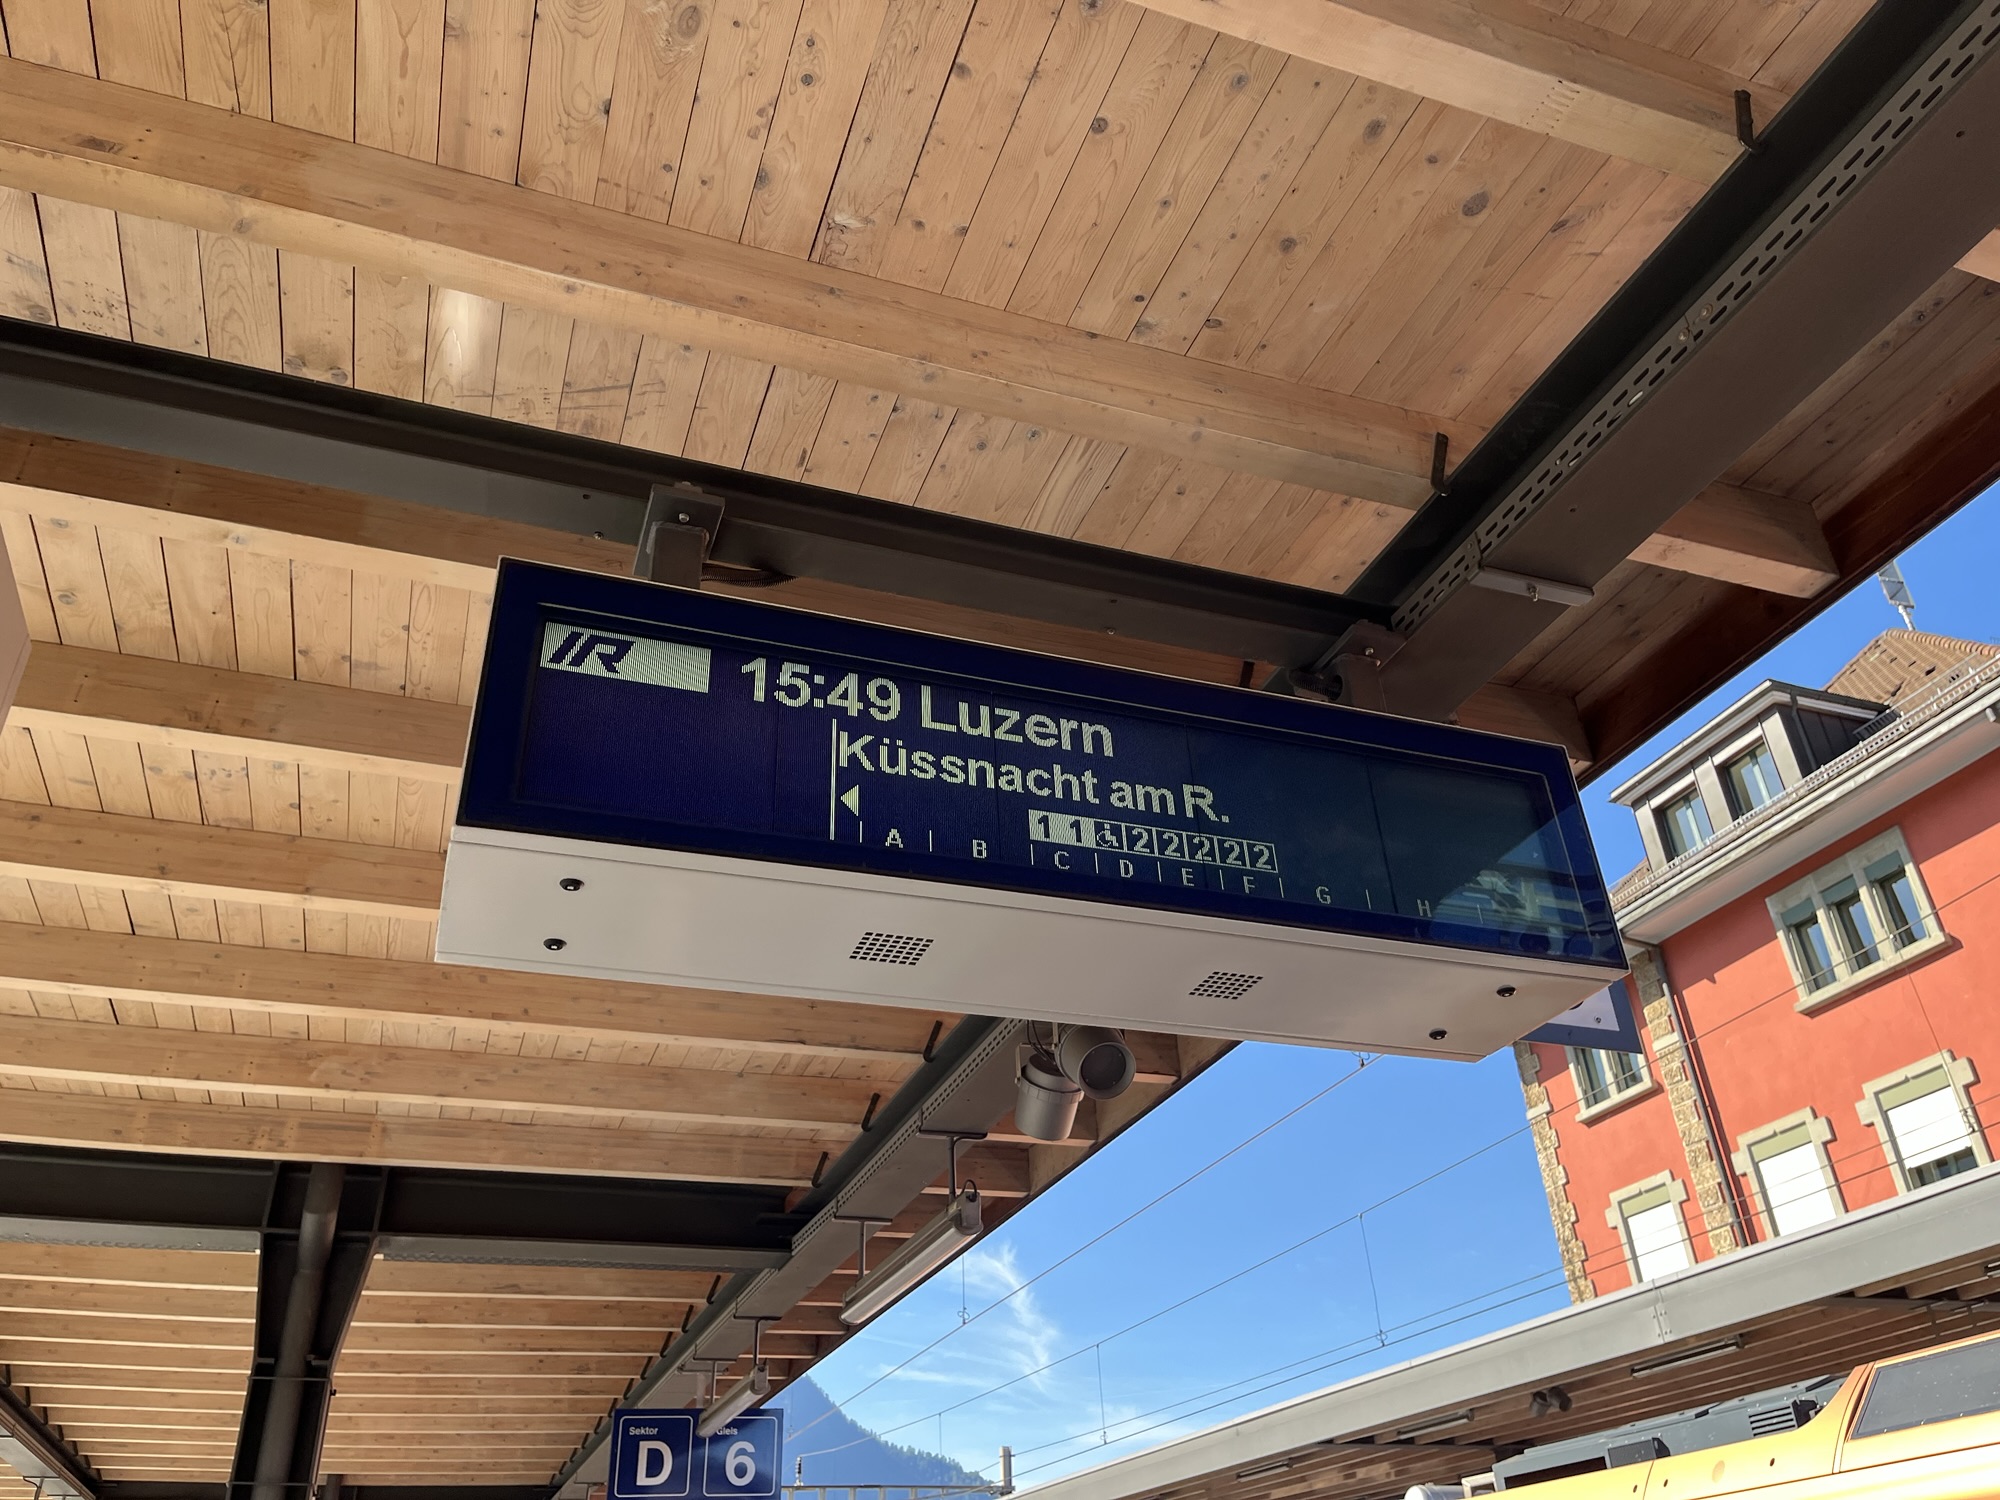 IR 15:49 Luzern
Küssnacht am R.
1 1 2 2 2 2 2
A B C D E F G H
Sektor Gleis
D 6